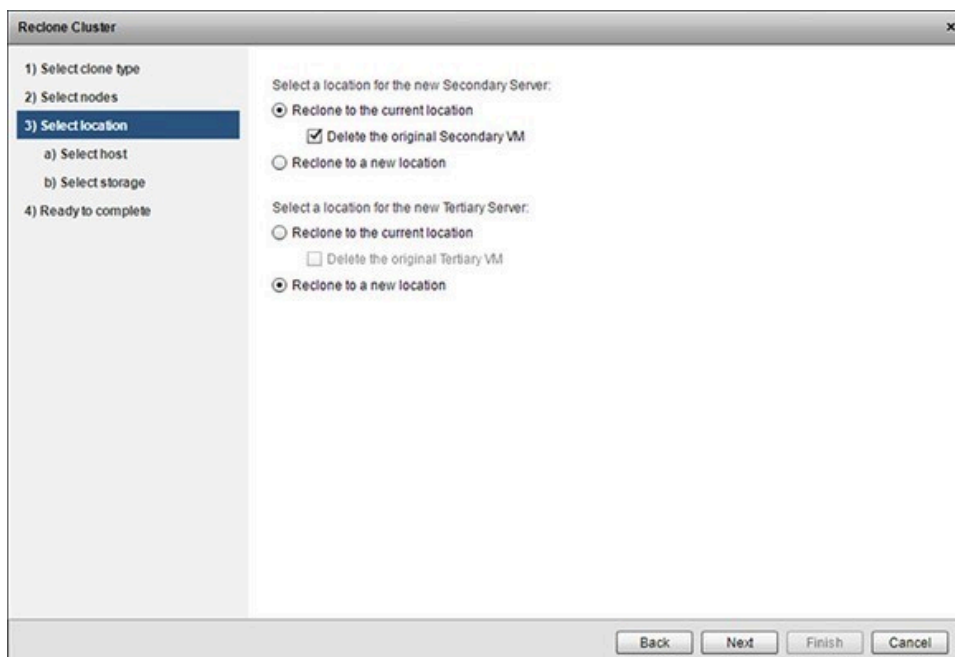 Reclone Cluster
x
1) Select clone type
2) Select nodes
3) Select location
a) Select host
b) Select storage
4) Ready to complete
Select a location for the new Secondary Server:
Reclone to the current location
Delete the original Secondary VM
Reclone to a new location
Select a location for the new Tertiary Server:
Reclone to the current location
Delete the original Tertiary VM
Reclone to a new location
Back Next Finish Cancel